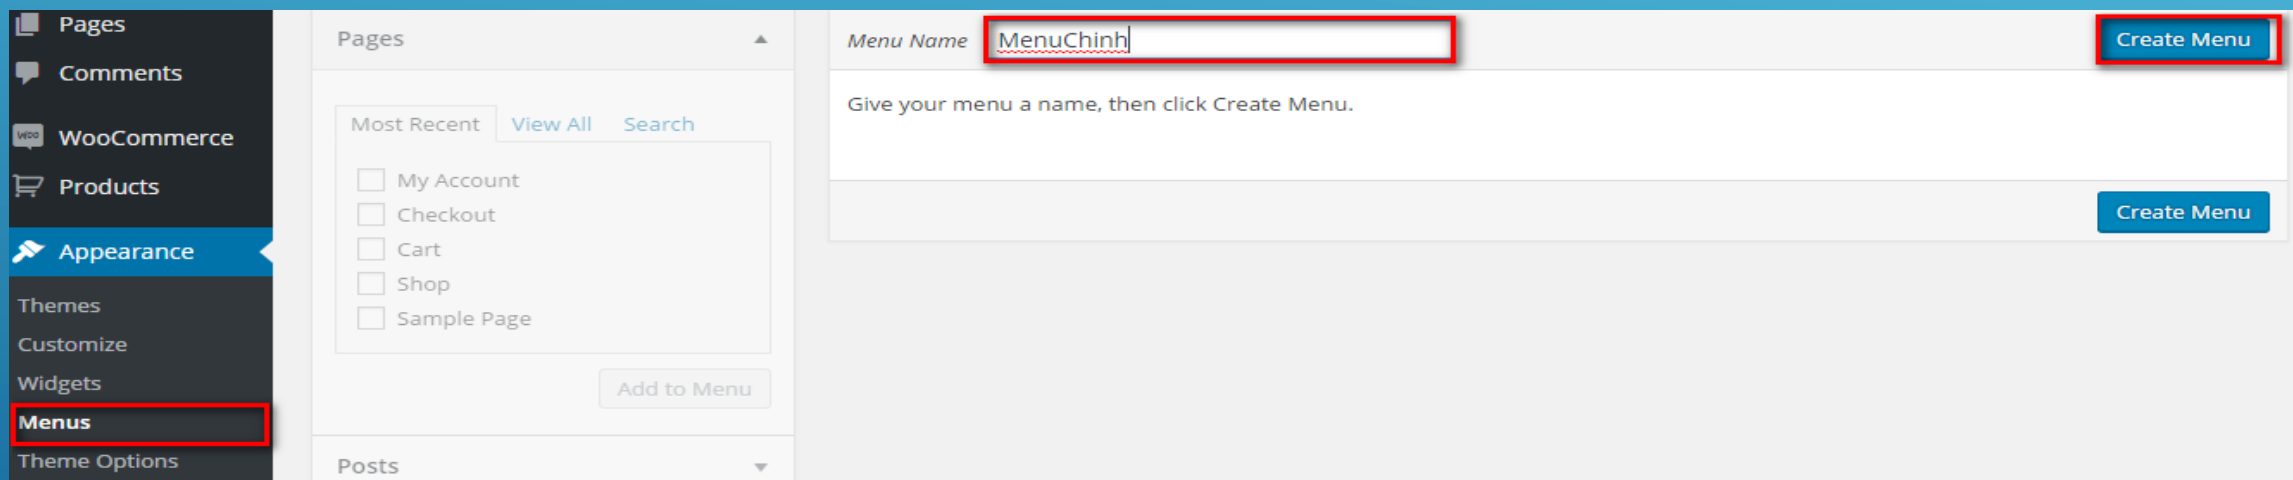 Pages
Comments
WOO WooCommerce
Products
Appearance
Themes
Customize
Widgets
Menus
Theme Options
Pages
Most Recent View All Search
My Account
Checkout
Cart
Shop
Sample Page
Add to Menu
Posts
Menu Name MenuChinh Create Menu
Give your menu a name, then click Create Menu.
Create Menu